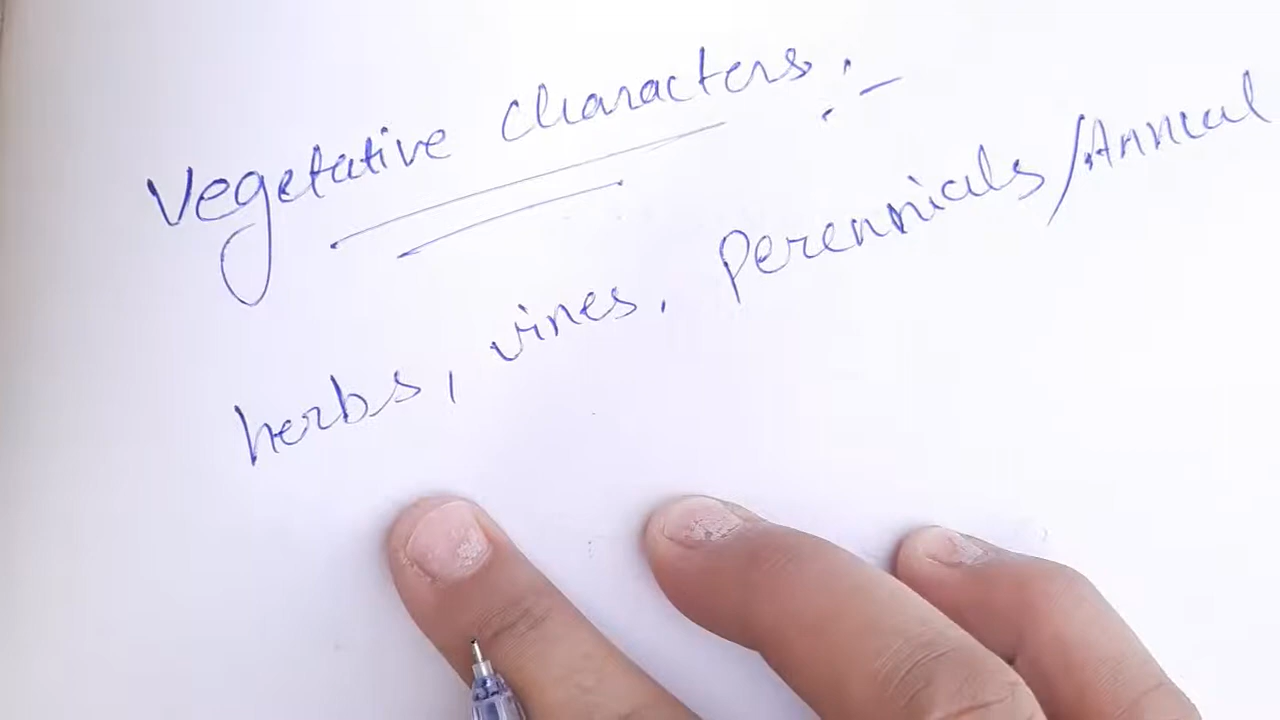 Vegetative Characters :-
herbs, vines, Perennials/Annual